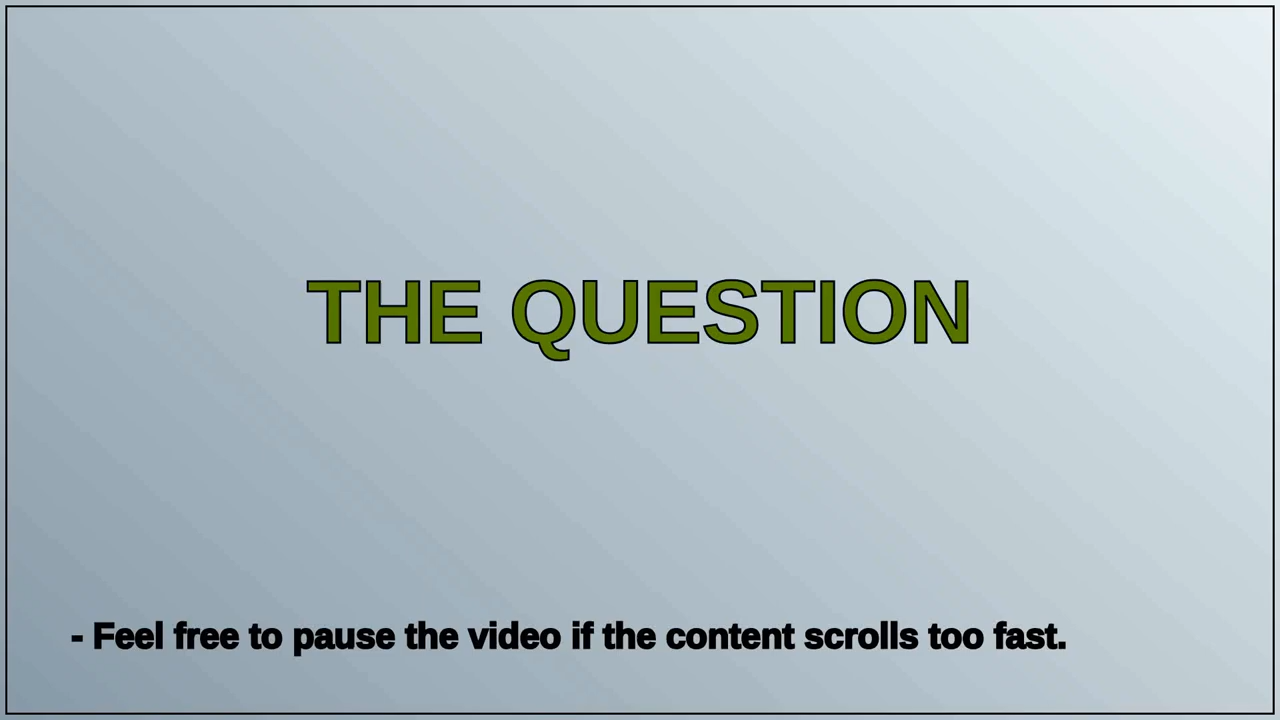 THE QUESTION
- Feel free to pause the video if the content scrolls too fast.